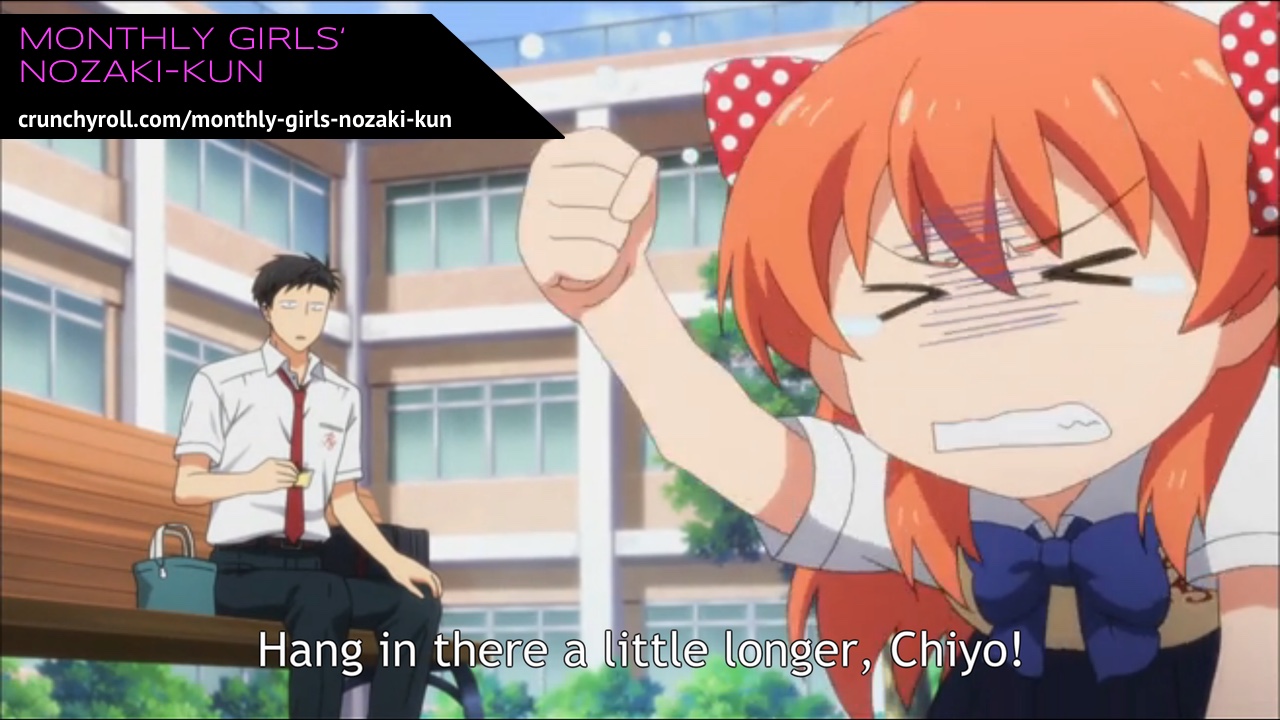 MONTHLY GIRLS'
NOZAKI-KUN
crunchyroll.com/monthly-girls-nozaki-kun
Hang in there a little longer, Chiyo!